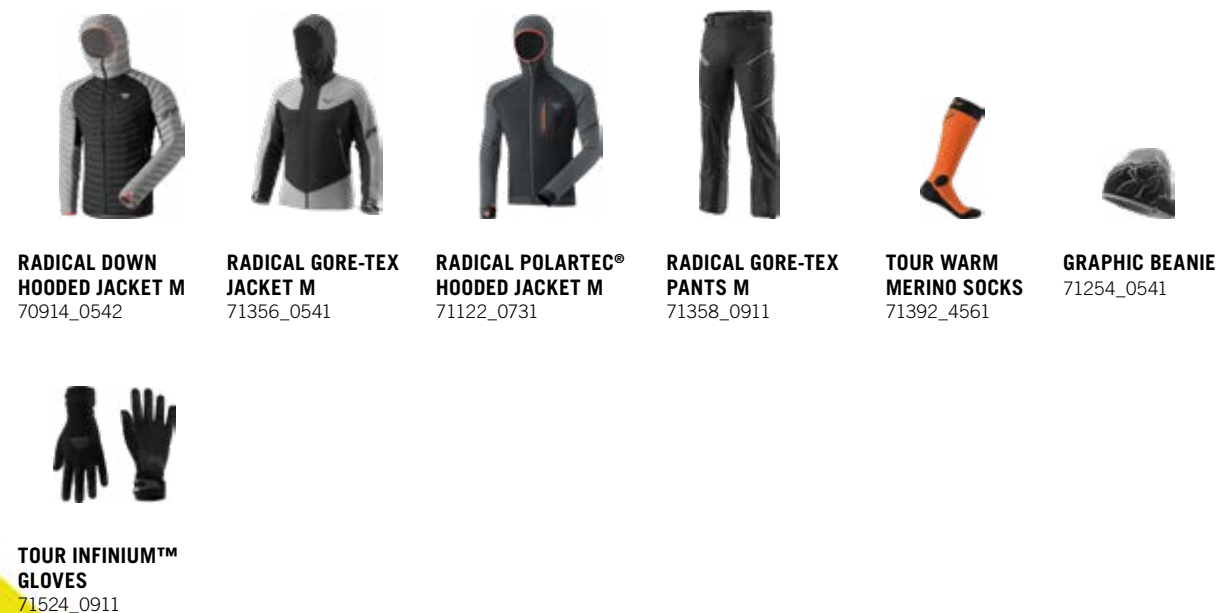 RADICAL DOWN
HOODED JACKET M
70914_0542
RADICAL GORE-TEX
JACKET M
71356_0541
RADICAL POLARTEC®
HOODED JACKET M
71122_0731
RADICAL GORE-TEX
PANTS M
71358_0911
TOUR WARM
MERINO SOCKS
71392_4561
GRAPHIC BEANIE
71254_0541
TOUR INFINIUM™
GLOVES
71524_0911